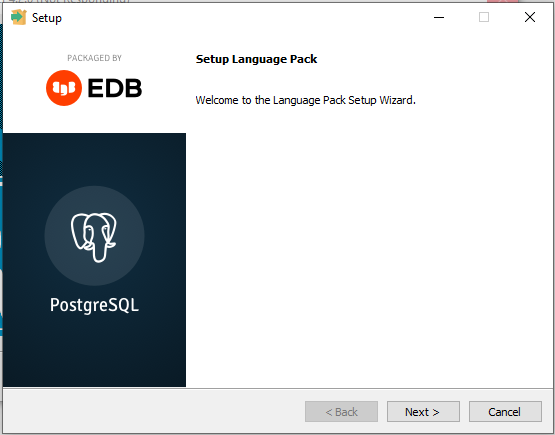 Setup
PACKAGED BY
EDB
Setup Language Pack
Welcome to the Language Pack Setup Wizard.
PostgreSQL
< Back
Next >
Cancel